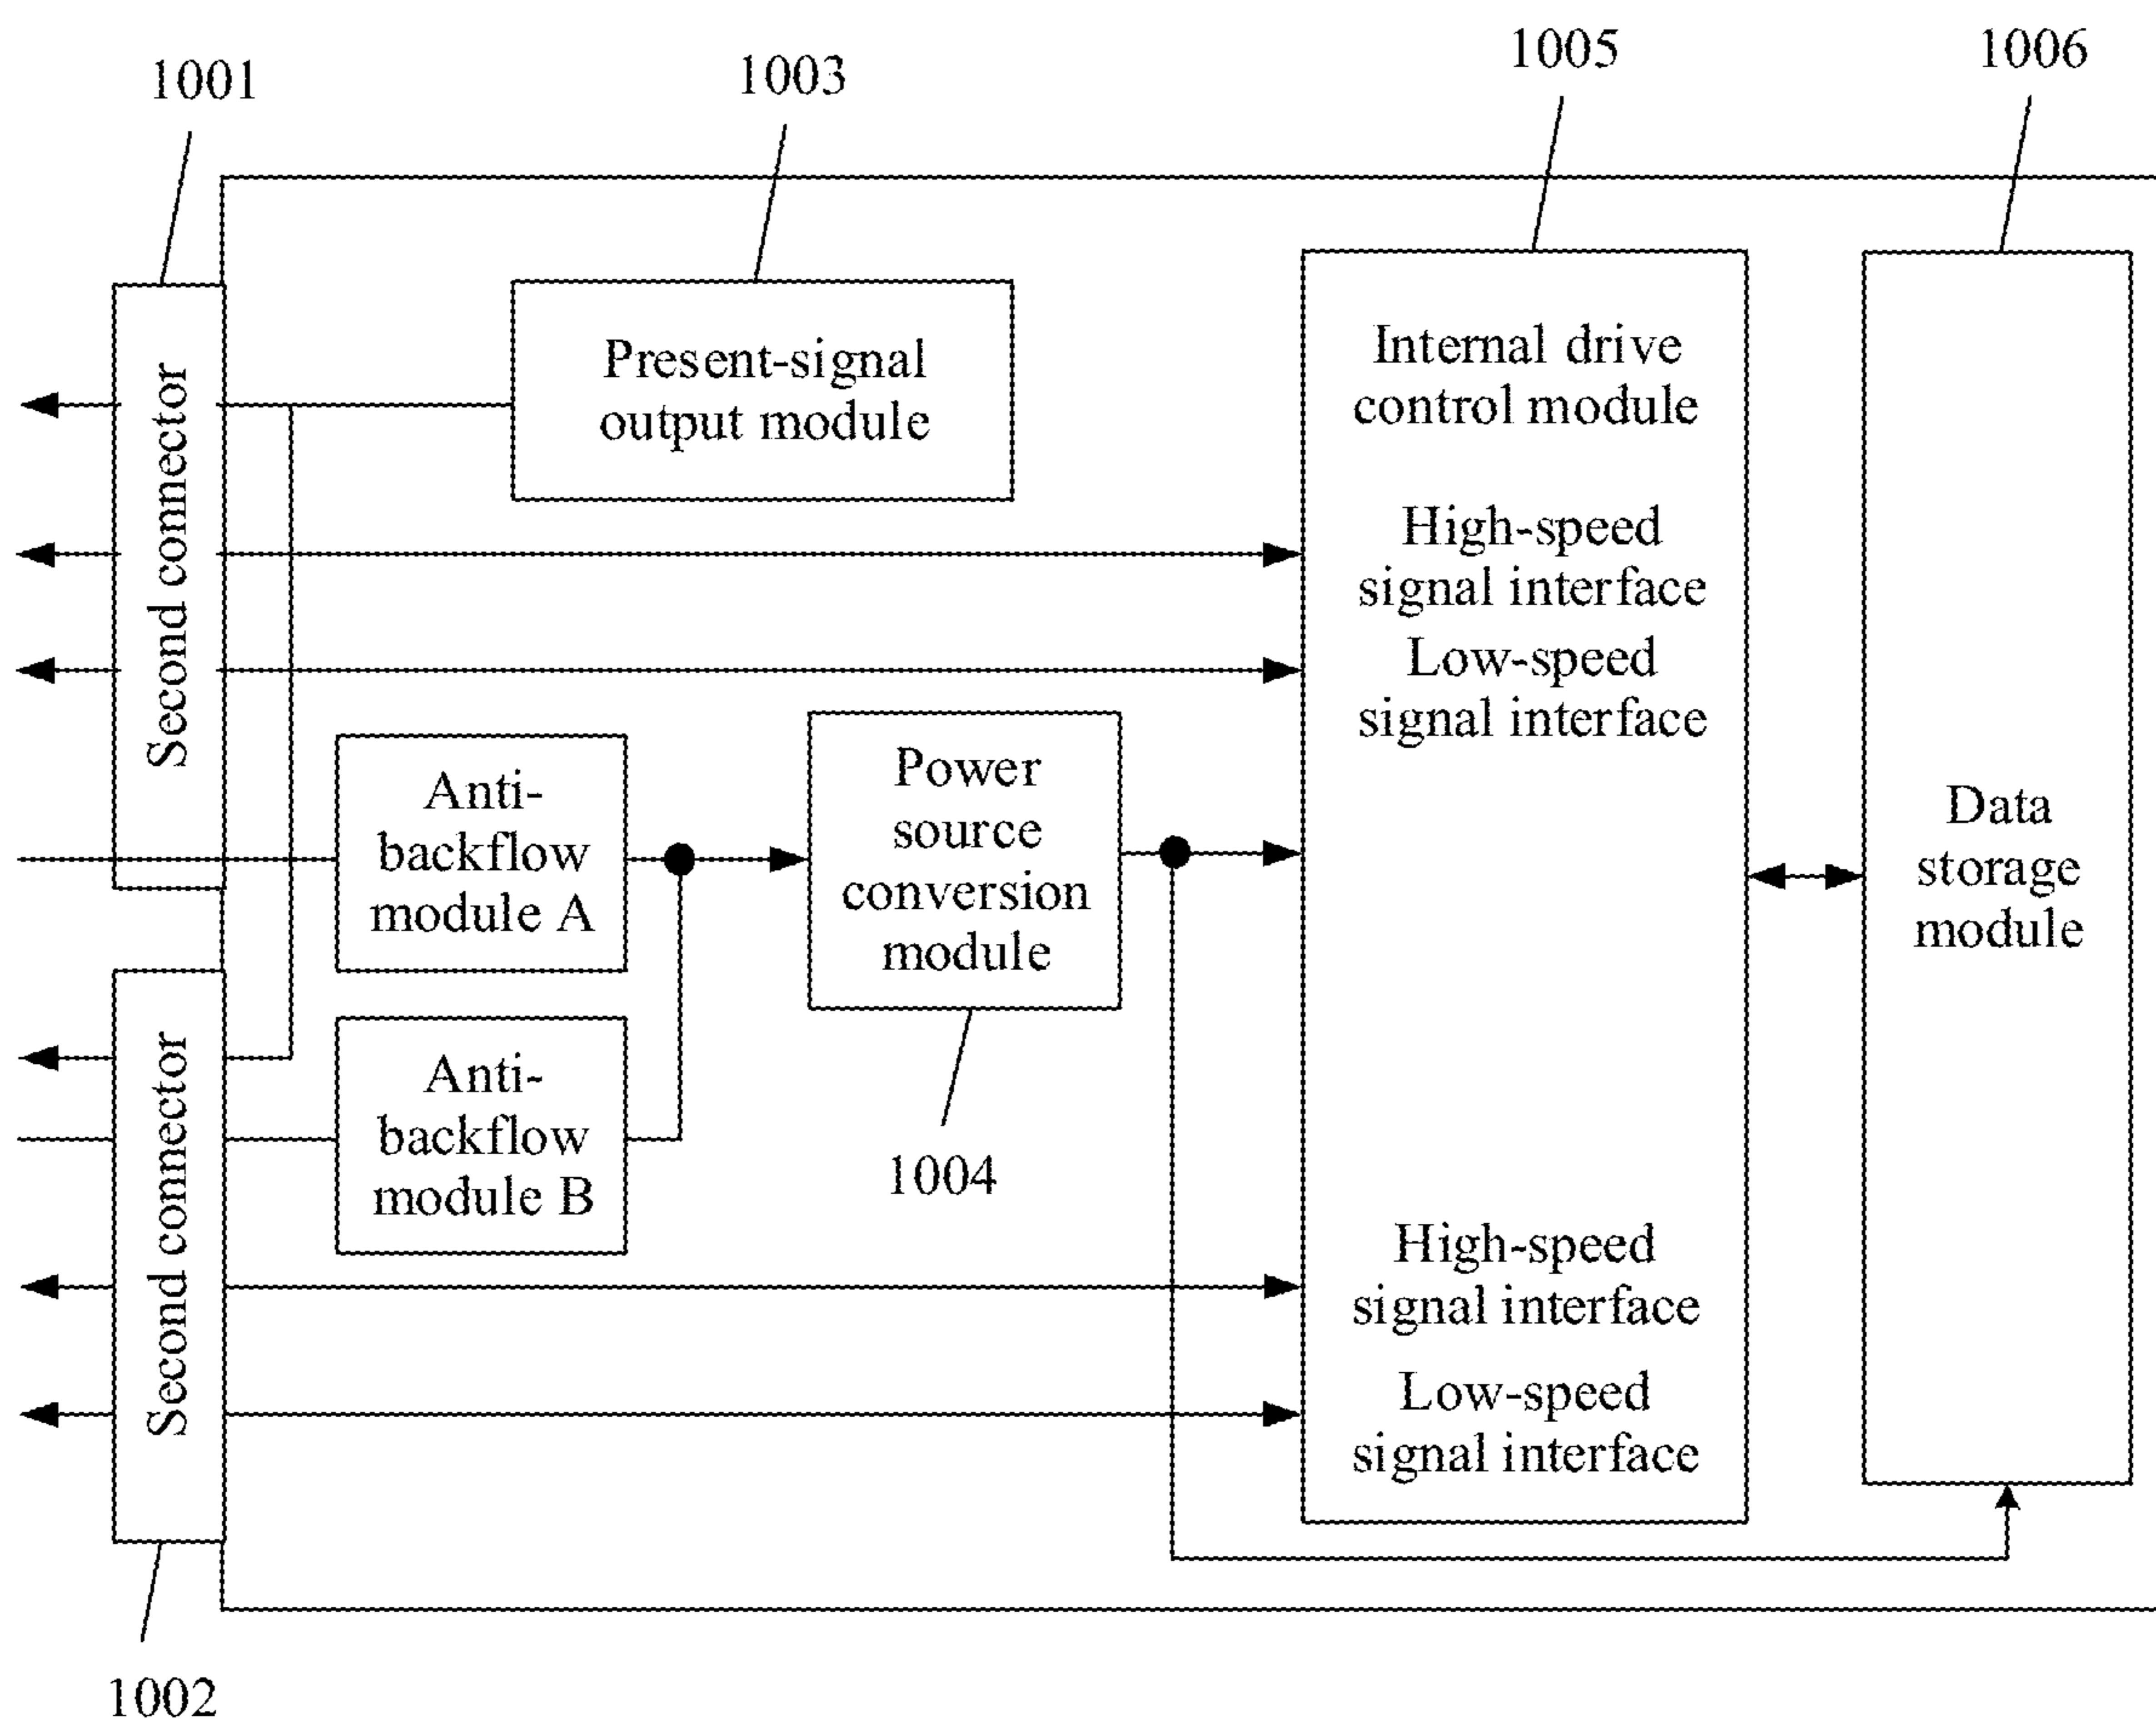 1001
1003
1005
1006
Second connector
Present-signal
output module
Internal drive
control module
High-speed
signal interface
Low-speed
signal interface
Anti-
backflow
module A
Power
source
conversion
module
Data
storage
module
Second connector
Anti-
backflow
module B
1004
High-speed
signal interface
Low-speed
signal interface
1002